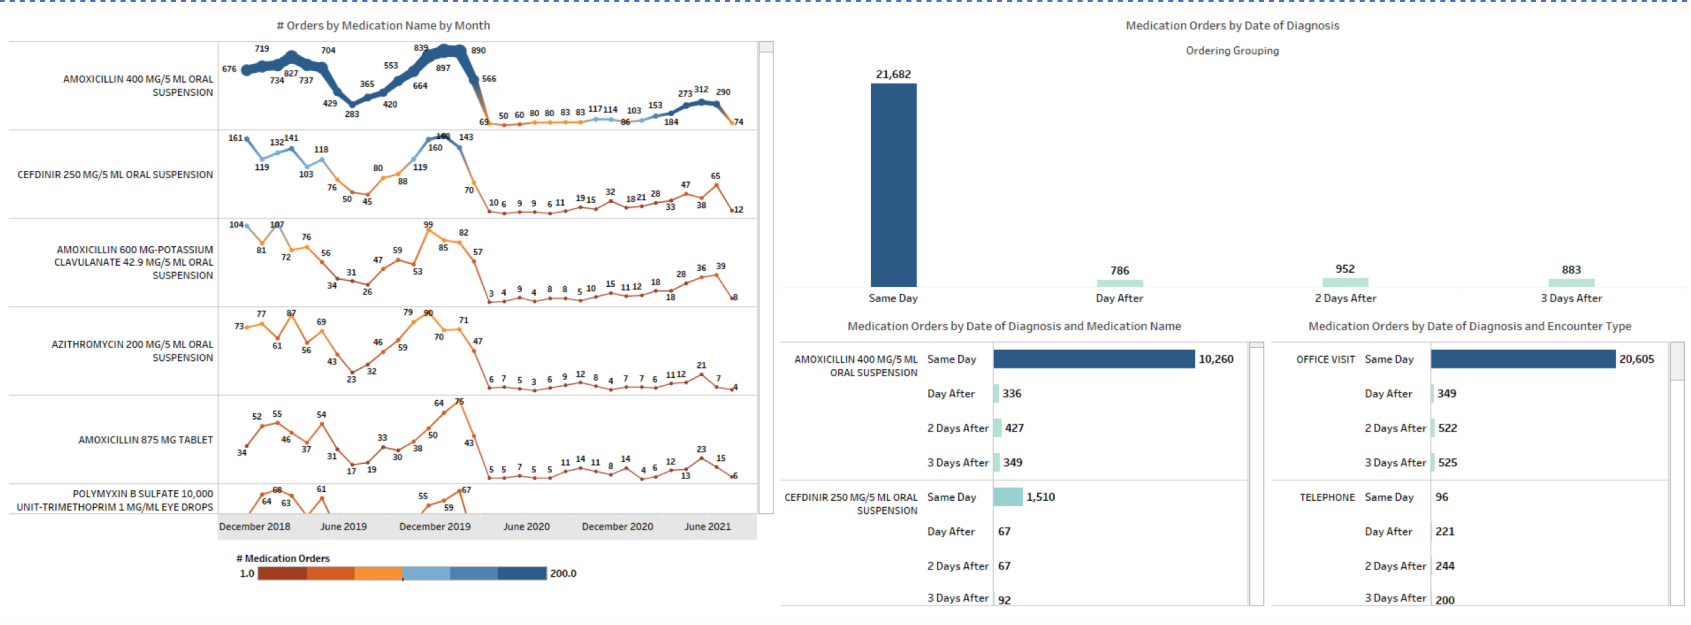 # Orders by Medication Name by Month
AMOXICILLIN 400 MG/5 ML ORAL
SUSPENSION
676 719 734 827 737 704 429 283 365 420 553 664 839 897 890 566 69 50 60 80 80 83 83 117 114 86 103 153 184 273 312 290 74
CEFDINIR 250 MG/5 ML ORAL SUSPENSION
161 119 132 141 103 118 76 50 45 80 88 119 160 168 143 70 10 6 9 9 6 11 19 15 32 18 21 28 33 47 38 65 12
AMOXICILLIN 600 MG-POTASSIUM
CLAVULANATE 42.9 MG/5 ML ORAL
SUSPENSION
104 81 107 72 76 56 34 31 26 47 59 53 99 85 82 57 3 4 9 4 8 8 5 10 15 11 12 18 18 28 36 39 8
AZITHROMYCIN 200 MG/5 ML ORAL
SUSPENSION
73 77 61 87 56 69 43 23 32 46 59 79 90 70 71 47 6 7 5 3 6 9 12 8 4 7 7 6 11 12 21 7 4
AMOXICILLIN 875 MG TABLET
34 52 55 46 37 54 31 17 19 33 30 38 50 64 75 43 5 5 7 5 5 11 14 11 8 14 4 6 12 13 23 15 6
POLYMYXIN B SULFATE 10,000
UNIT-TRIMETHOPRIM 1 MG/ML EYE DROPS
64 68 63 61 55 59 67
December 2018 June 2019 December 2019 June 2020 December 2020 June 2021
# Medication Orders
1.0 200.0
Medication Orders by Date of Diagnosis
Ordering Grouping
21,682 786 952 883
Same Day Day After 2 Days After 3 Days After
Medication Orders by Date of Diagnosis and Medication Name
AMOXICILLIN 400 MG/5 ML
ORAL SUSPENSION
Same Day 10,260
Day After 336
2 Days After 427
3 Days After 349
CEFDINIR 250 MG/5 ML ORAL
SUSPENSION
Same Day 1,510
Day After 67
2 Days After 67
3 Days After 92
Medication Orders by Date of Diagnosis and Encounter Type
OFFICE VISIT Same Day 20,605
Day After 349
2 Days After 522
3 Days After 525
TELEPHONE Same Day 96
Day After 221
2 Days After 244
3 Days After 200